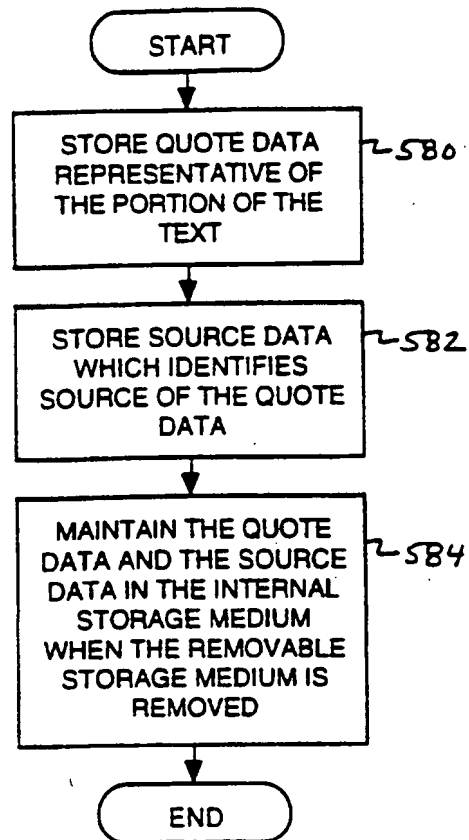 START
STORE QUOTE DATA
REPRESENTATIVE OF
THE PORTION OF THE
TEXT
580
STORE SOURCE DATA
WHICH IDENTIFIES
SOURCE OF THE QUOTE
DATA
582
MAINTAIN THE QUOTE
DATA AND THE SOURCE
DATA IN THE INTERNAL
STORAGE MEDIUM
WHEN THE REMOVABLE
STORAGE MEDIUM IS
REMOVED
584
END